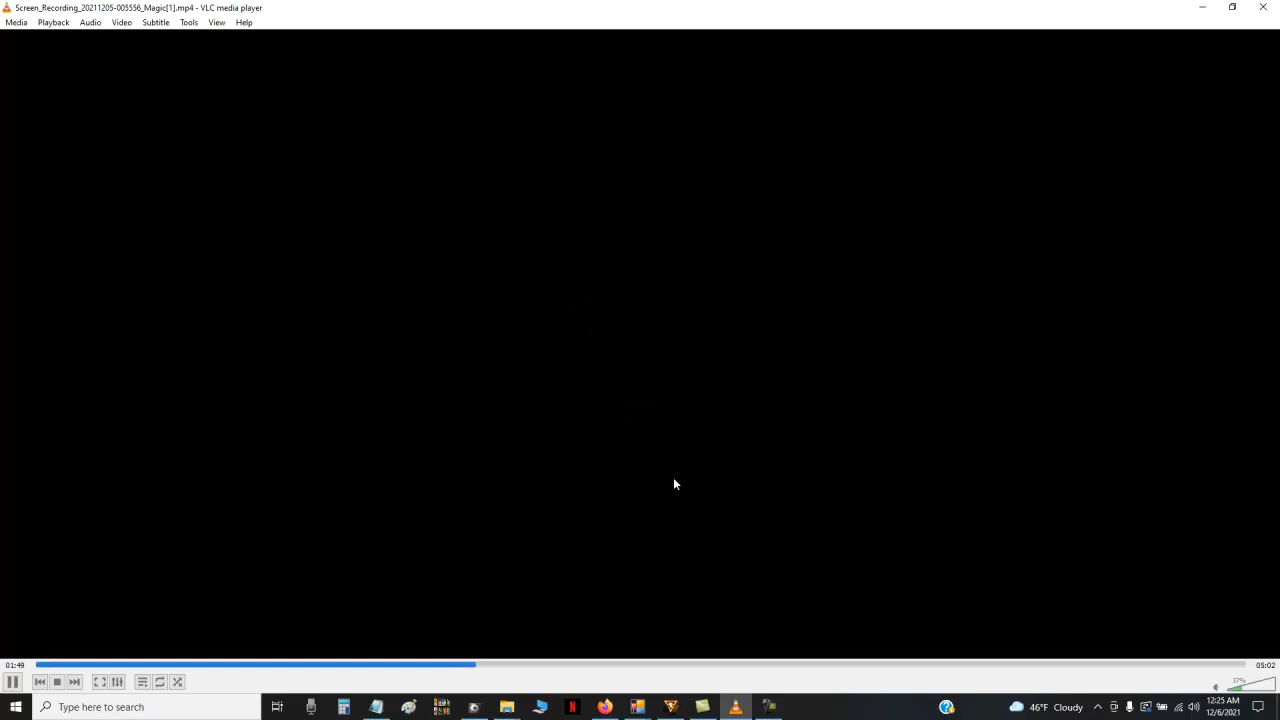 Screen_Recording_20211205-005556_Magic[1].mp4 - VLC media player
Media Playback Audio Video Subtitle Tools View Help
01:49 05:02
37%
Type here to search
46°F Cloudy
12:25 AM
12/6/2021